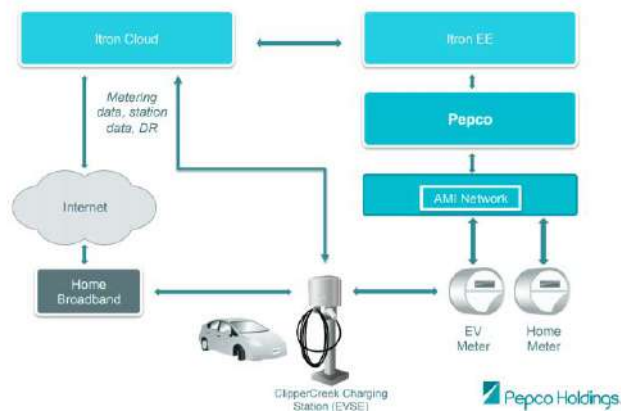 Itron Cloud
Itron EE
Metering
data, station
data, DR
Pepco
Internet
AMI Network
Home
Broadband
EV
Meter
Home
Meter
ClipperCreek Charging
Station (EVSE)
Pepco Holdings